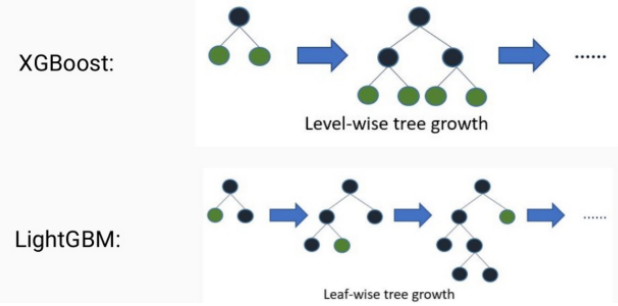 XGBoost:
......
Level-wise tree growth
LightGBM:
......
Leaf-wise tree growth